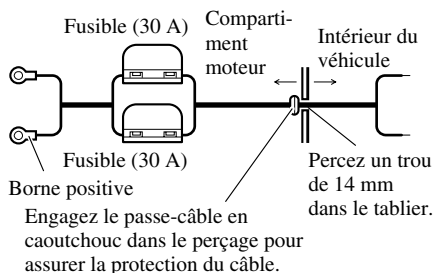 Fusible (30 A)
Comparti-
ment
moteur
Intérieur du
véhicule
Fusible (30 A)
Borne positive
Percez un trou
de 14 mm
dans le tablier.
Engagez le passe-câble en
caoutchouc dans le perçage pour
assurer la protection du câble.